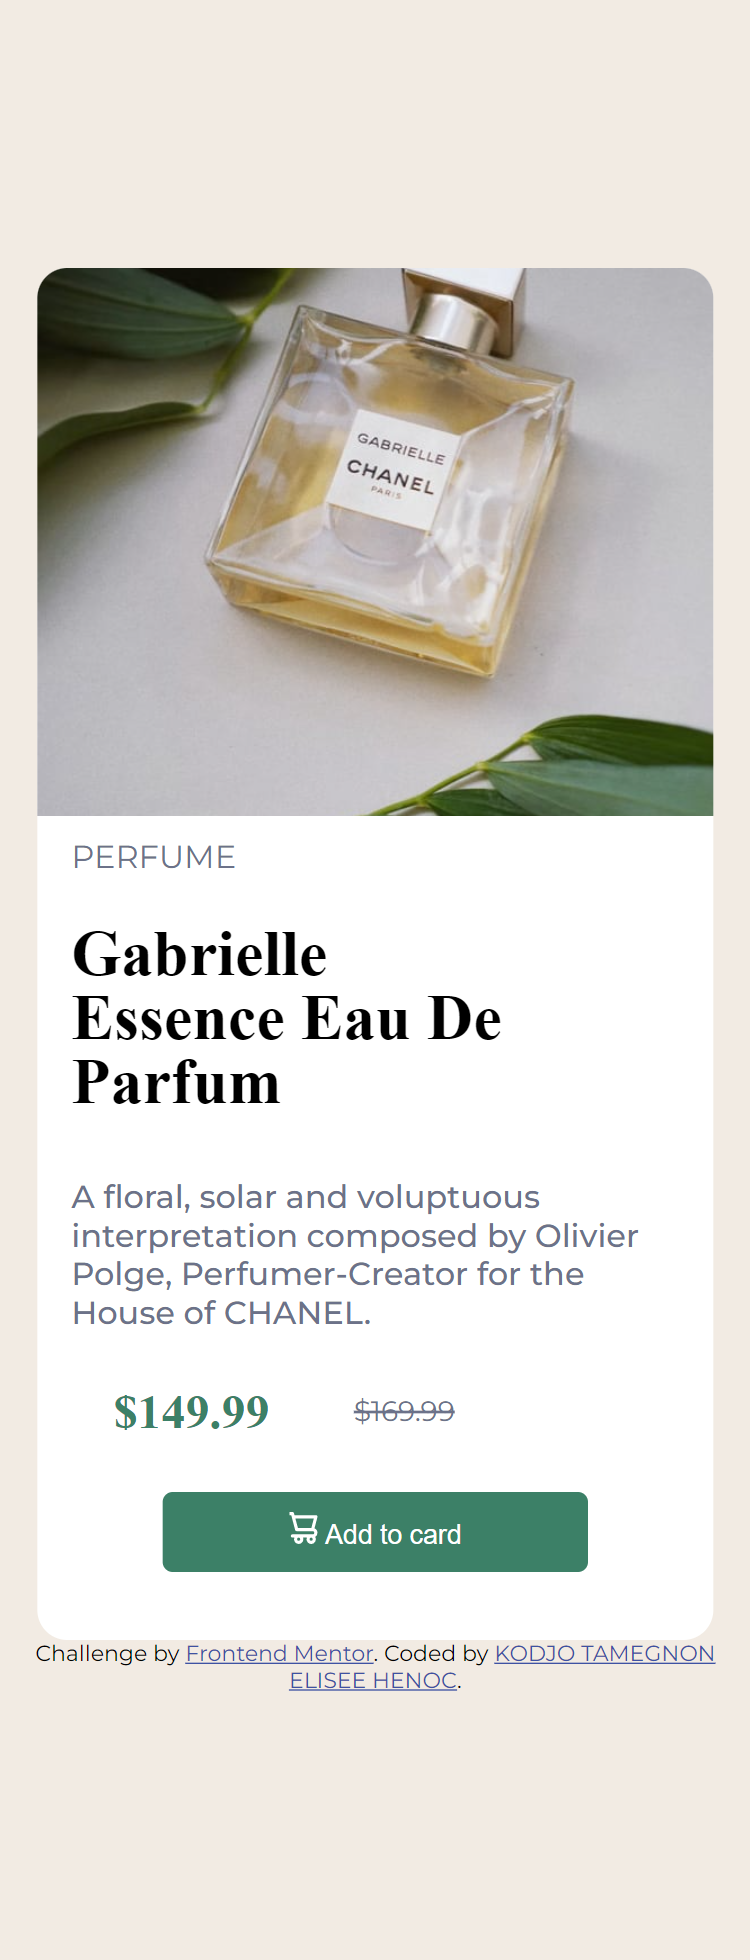 GABRIELLE
CHANEL
PARIS
PERFUME
Gabrielle
Essence Eau De
Parfum
A floral, solar and voluptuous
interpretation composed by Olivier
Polge, Perfumer-Creator for the
House of CHANEL.
$149.99 $169.99
Add to card
Challenge by Frontend Mentor. Coded by KODJO TAMEGNON
ELISEE HENOC.